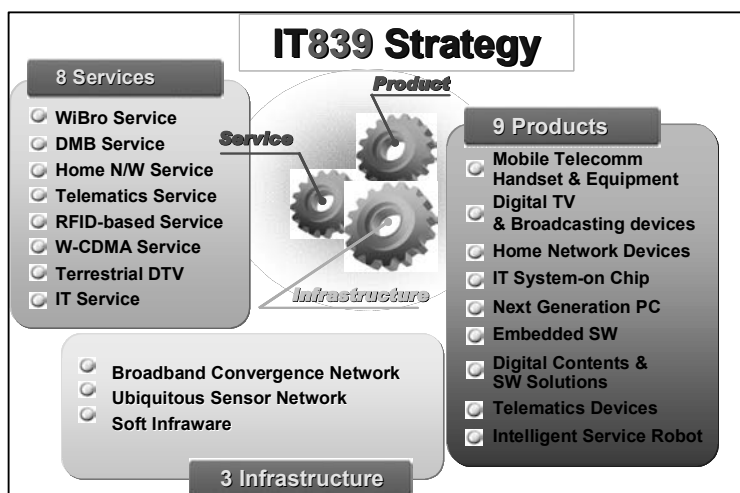 IT839 Strategy
8 Services
WiBro Service
DMB Service
Home N/W Service
Telematics Service
RFID-based Service
W-CDMA Service
Terrestrial DTV
IT Service
Product
Service
Infrastructure
9 Products
Mobile Telecomm
Handset & Equipment
Digital TV
& Broadcasting devices
Home Network Devices
IT System-on Chip
Next Generation PC
Embedded SW
Digital Contents &
SW Solutions
Telematics Devices
Intelligent Service Robot
Broadband Convergence Network
Ubiquitous Sensor Network
Soft Infraware
3 Infrastructure